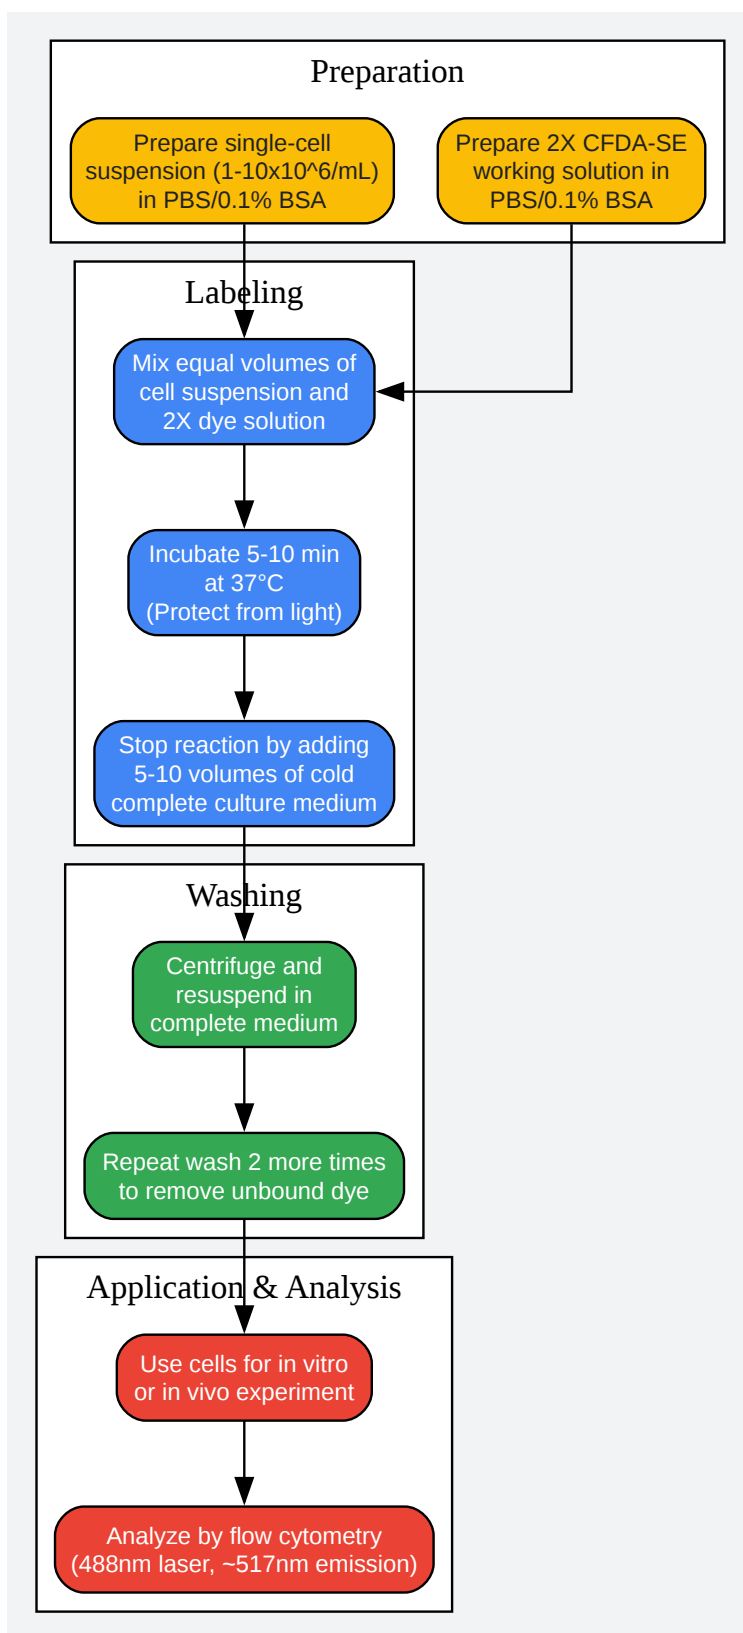 Preparation
Prepare single-cell
suspension (1-10x10^6/mL)
in PBS/0.1% BSA
Prepare 2X CFDA-SE
working solution in
PBS/0.1% BSA
Labeling
Mix equal volumes of
cell suspension and
2X dye solution
Incubate 5-10 min
at 37°C
(Protect from light)
Stop reaction by adding
5-10 volumes of cold
complete culture medium
Washing
Centrifuge and
resuspend in
complete medium
Repeat wash 2 more times
to remove unbound dye
Application & Analysis
Use cells for in vitro
or in vivo experiment
Analyze by flow cytometry
(488nm laser, ~517nm emission)